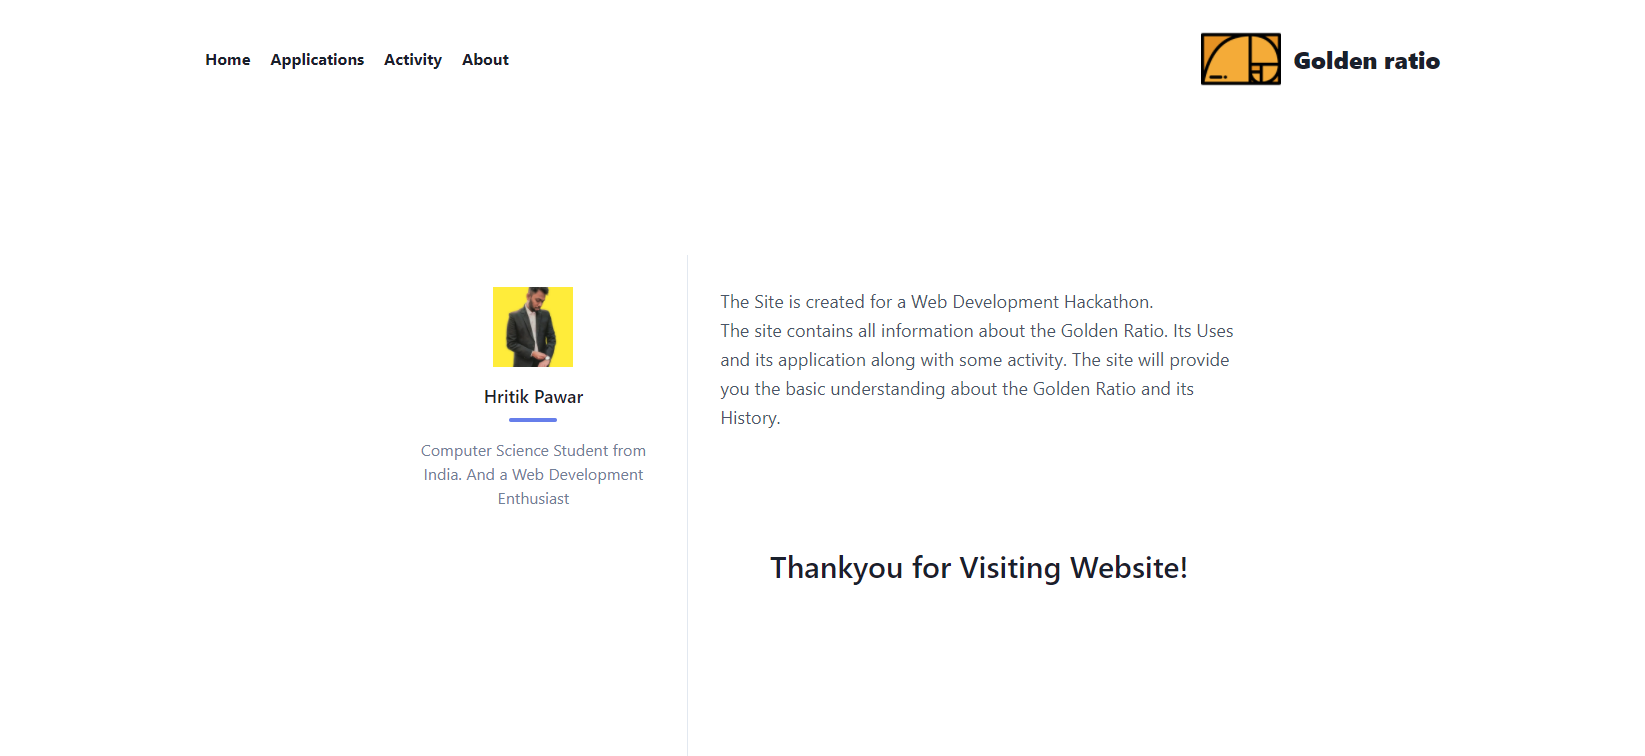 Home Applications Activity About
Golden ratio
Hritik Pawar
Computer Science Student from
India. And a Web Development
Enthusiast
The Site is created for a Web Development Hackathon.
The site contains all information about the Golden Ratio. Its Uses
and its application along with some activity. The site will provide
you the basic understanding about the Golden Ratio and its
History.
Thankyou for Visiting Website!